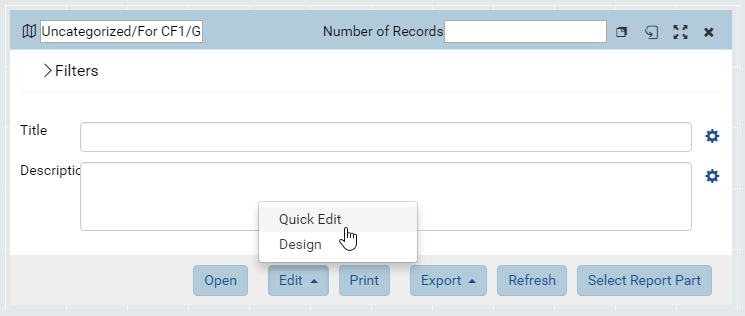 Uncategorized/For CF1/G Number of Records
Filters
Title
Descriptio
Quick Edit
Design
Open Edit Print Export Refresh Select Report Part